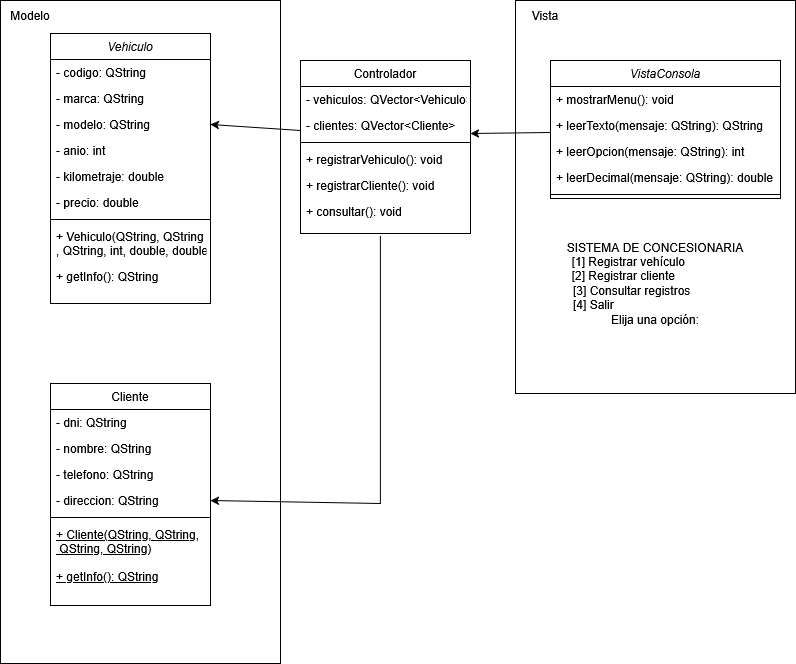 Modelo
Vehiculo
- codigo: QString
- marca: QString
- modelo: QString
- anio: int
- kilometraje: double
- precio: double
+ Vehiculo(QString, QString
, QString, int, double, double
+ getInfo(): QString
Cliente
- dni: QString
- nombre: QString
- telefono: QString
- direccion: QString
+ Cliente(QString, QString,
QString, QString)
+ getInfo(): QString
Controlador
- vehiculos: QVector<Vehiculo
- clientes: QVector<Cliente>
+ registrarVehiculo(): void
+ registrarCliente(): void
+ consultar(): void
Vista
VistaConsola
+ mostrarMenu(): void
+ leerTexto(mensaje: QString): QString
+ leerOpcion(mensaje: QString): int
+ leerDecimal(mensaje: QString): double
SISTEMA DE CONCESIONARIA
[1] Registrar vehículo
[2] Registrar cliente
[3] Consultar registros
[4] Salir
Elija una opción: